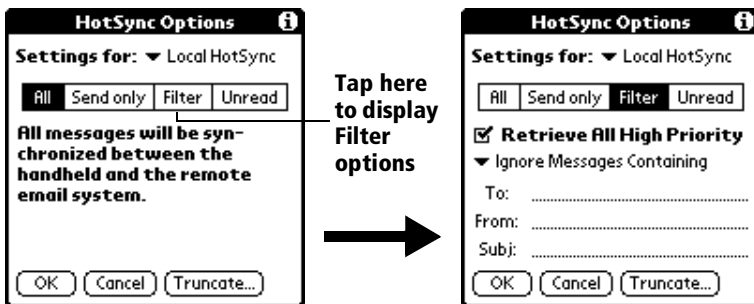 HotSync Options i
Settings for: Local HotSync
All Send only Filter Unread
All messages will be syn-
chronized between the
handheld and the remote
email system.
OK Cancel Truncate...
Tap here
to display
Filter
options
HotSync Options i
Settings for: Local HotSync
All Send only Filter Unread
Retrieve All High Priority
Ignore Messages Containing
To:
From:
Subj:
OK Cancel Truncate...